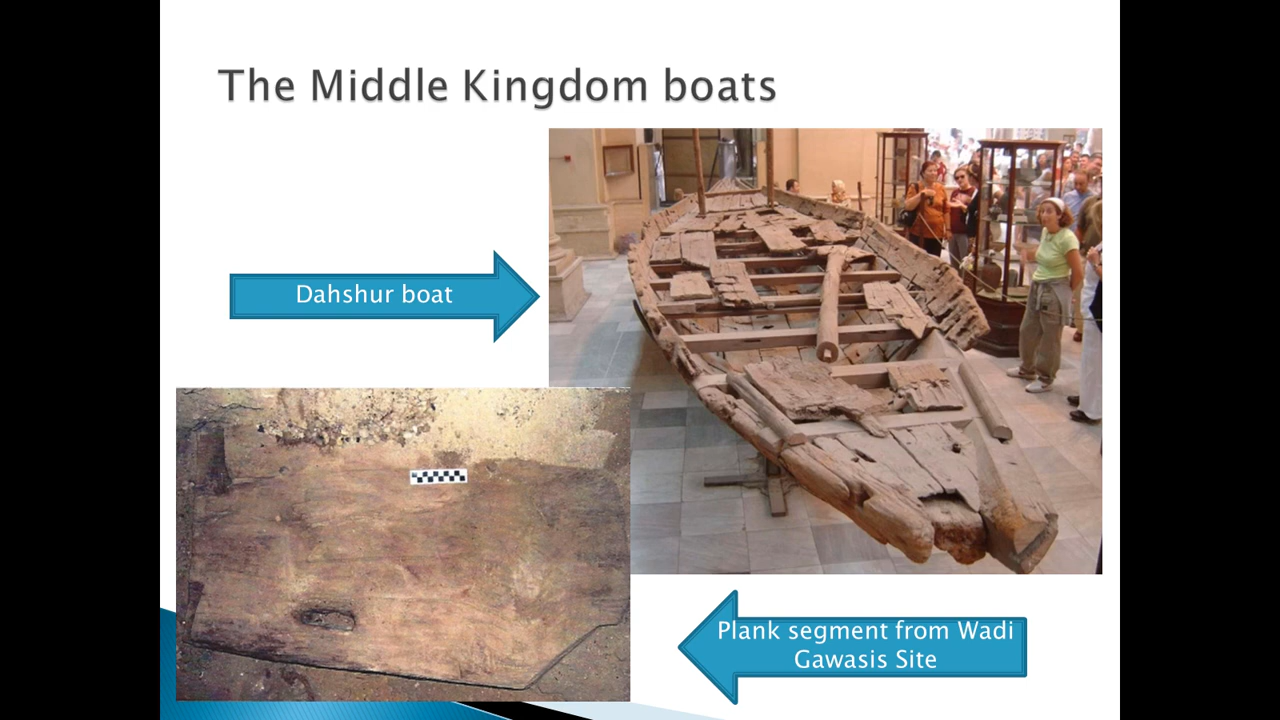 The Middle Kingdom boats
Dahshur boat
Plank segment from Wadi
Gawasis Site